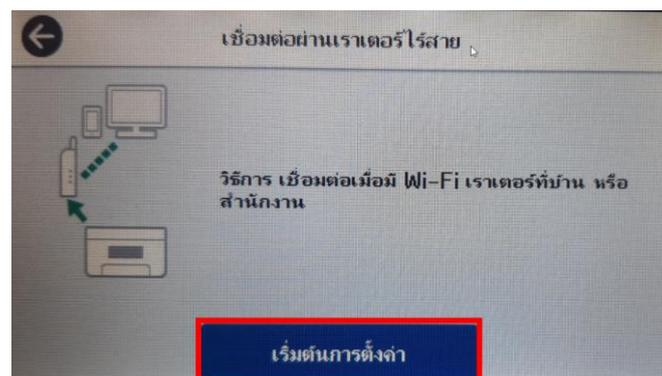 เชื่อมต่อผ่านเราเตอร์ไร้สาย
วิธีการ เชื่อมต่อเมื่อมี Wi-Fi เราเตอร์ที่บ้าน หรือ
สำนักงาน
เริ่มต้นการตั้งค่า